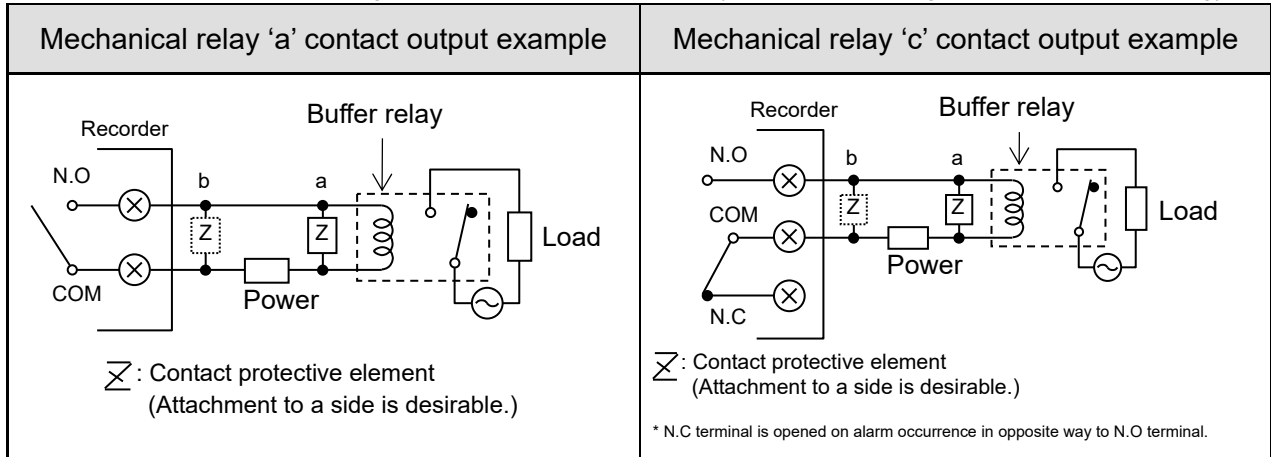 Mechanical relay ‘a’ contact output example
Mechanical relay ‘c’ contact output example
Buffer relay
Recorder
N.O
b
a
Z
Z
Load
COM
Power
Z : Contact protective element
(Attachment to a side is desirable.)
Buffer relay
Recorder
N.O
b
a
Z
Z
COM
Load
Power
N.C
Z : Contact protective element
(Attachment to a side is desirable.)
* N.C terminal is opened on alarm occurrence in opposite way to N.O terminal.